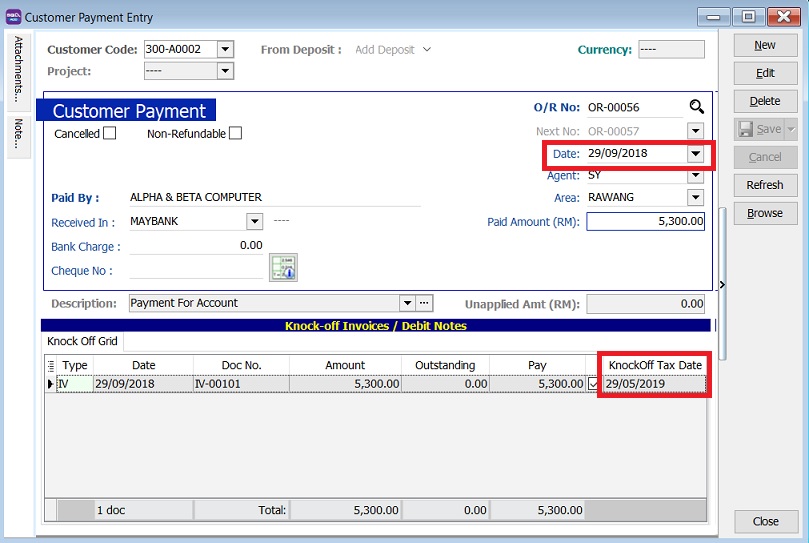 Customer Payment Entry
Attachments...
Note...
Customer Code: 300-A0002 From Deposit : Add Deposit Currency: ----
Project: ----
Customer Payment
Cancelled Non-Refundable
O/R No: OR-00056
Next No: OR-00057
Date: 29/09/2018
Agent: SY
Paid By : ALPHA & BETA COMPUTER Area: RAWANG
Received In : MAYBANK ---- Paid Amount (RM): 5,300.00
Bank Charge : 0.00
Cheque No :
Description: Payment For Account ... Unapplied Amt (RM): 0.00
Knock-off Invoices / Debit Notes
Knock Off Grid
Type Date Doc No. Amount Outstanding Pay KnockOff Tax Date
IV 29/09/2018 IV-00101 5,300.00 0.00 5,300.00 29/05/2019
1 doc Total: 5,300.00 0.00 5,300.00
New
Edit
Delete
Save
Cancel
Refresh
Browse
Close